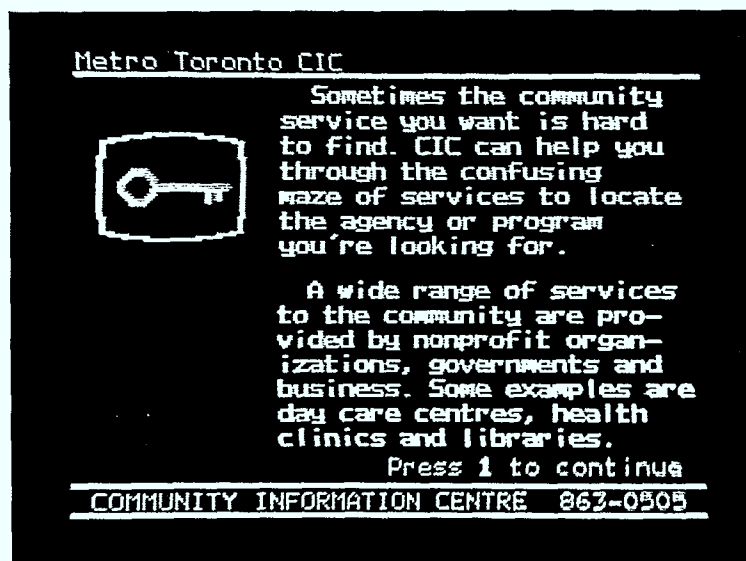 Metro Toronto CIC
Sometimes the community
service you want is hard
to find. CIC can help you
through the confusing
maze of services to locate
the agency or program
you're looking for.
A wide range of services
to the community are pro-
vided by nonprofit organ-
izations, governments and
business. Some examples are
day care centres, health
clinics and libraries.
Press 1 to continue
COMMUNITY INFORMATION CENTRE 863-0505